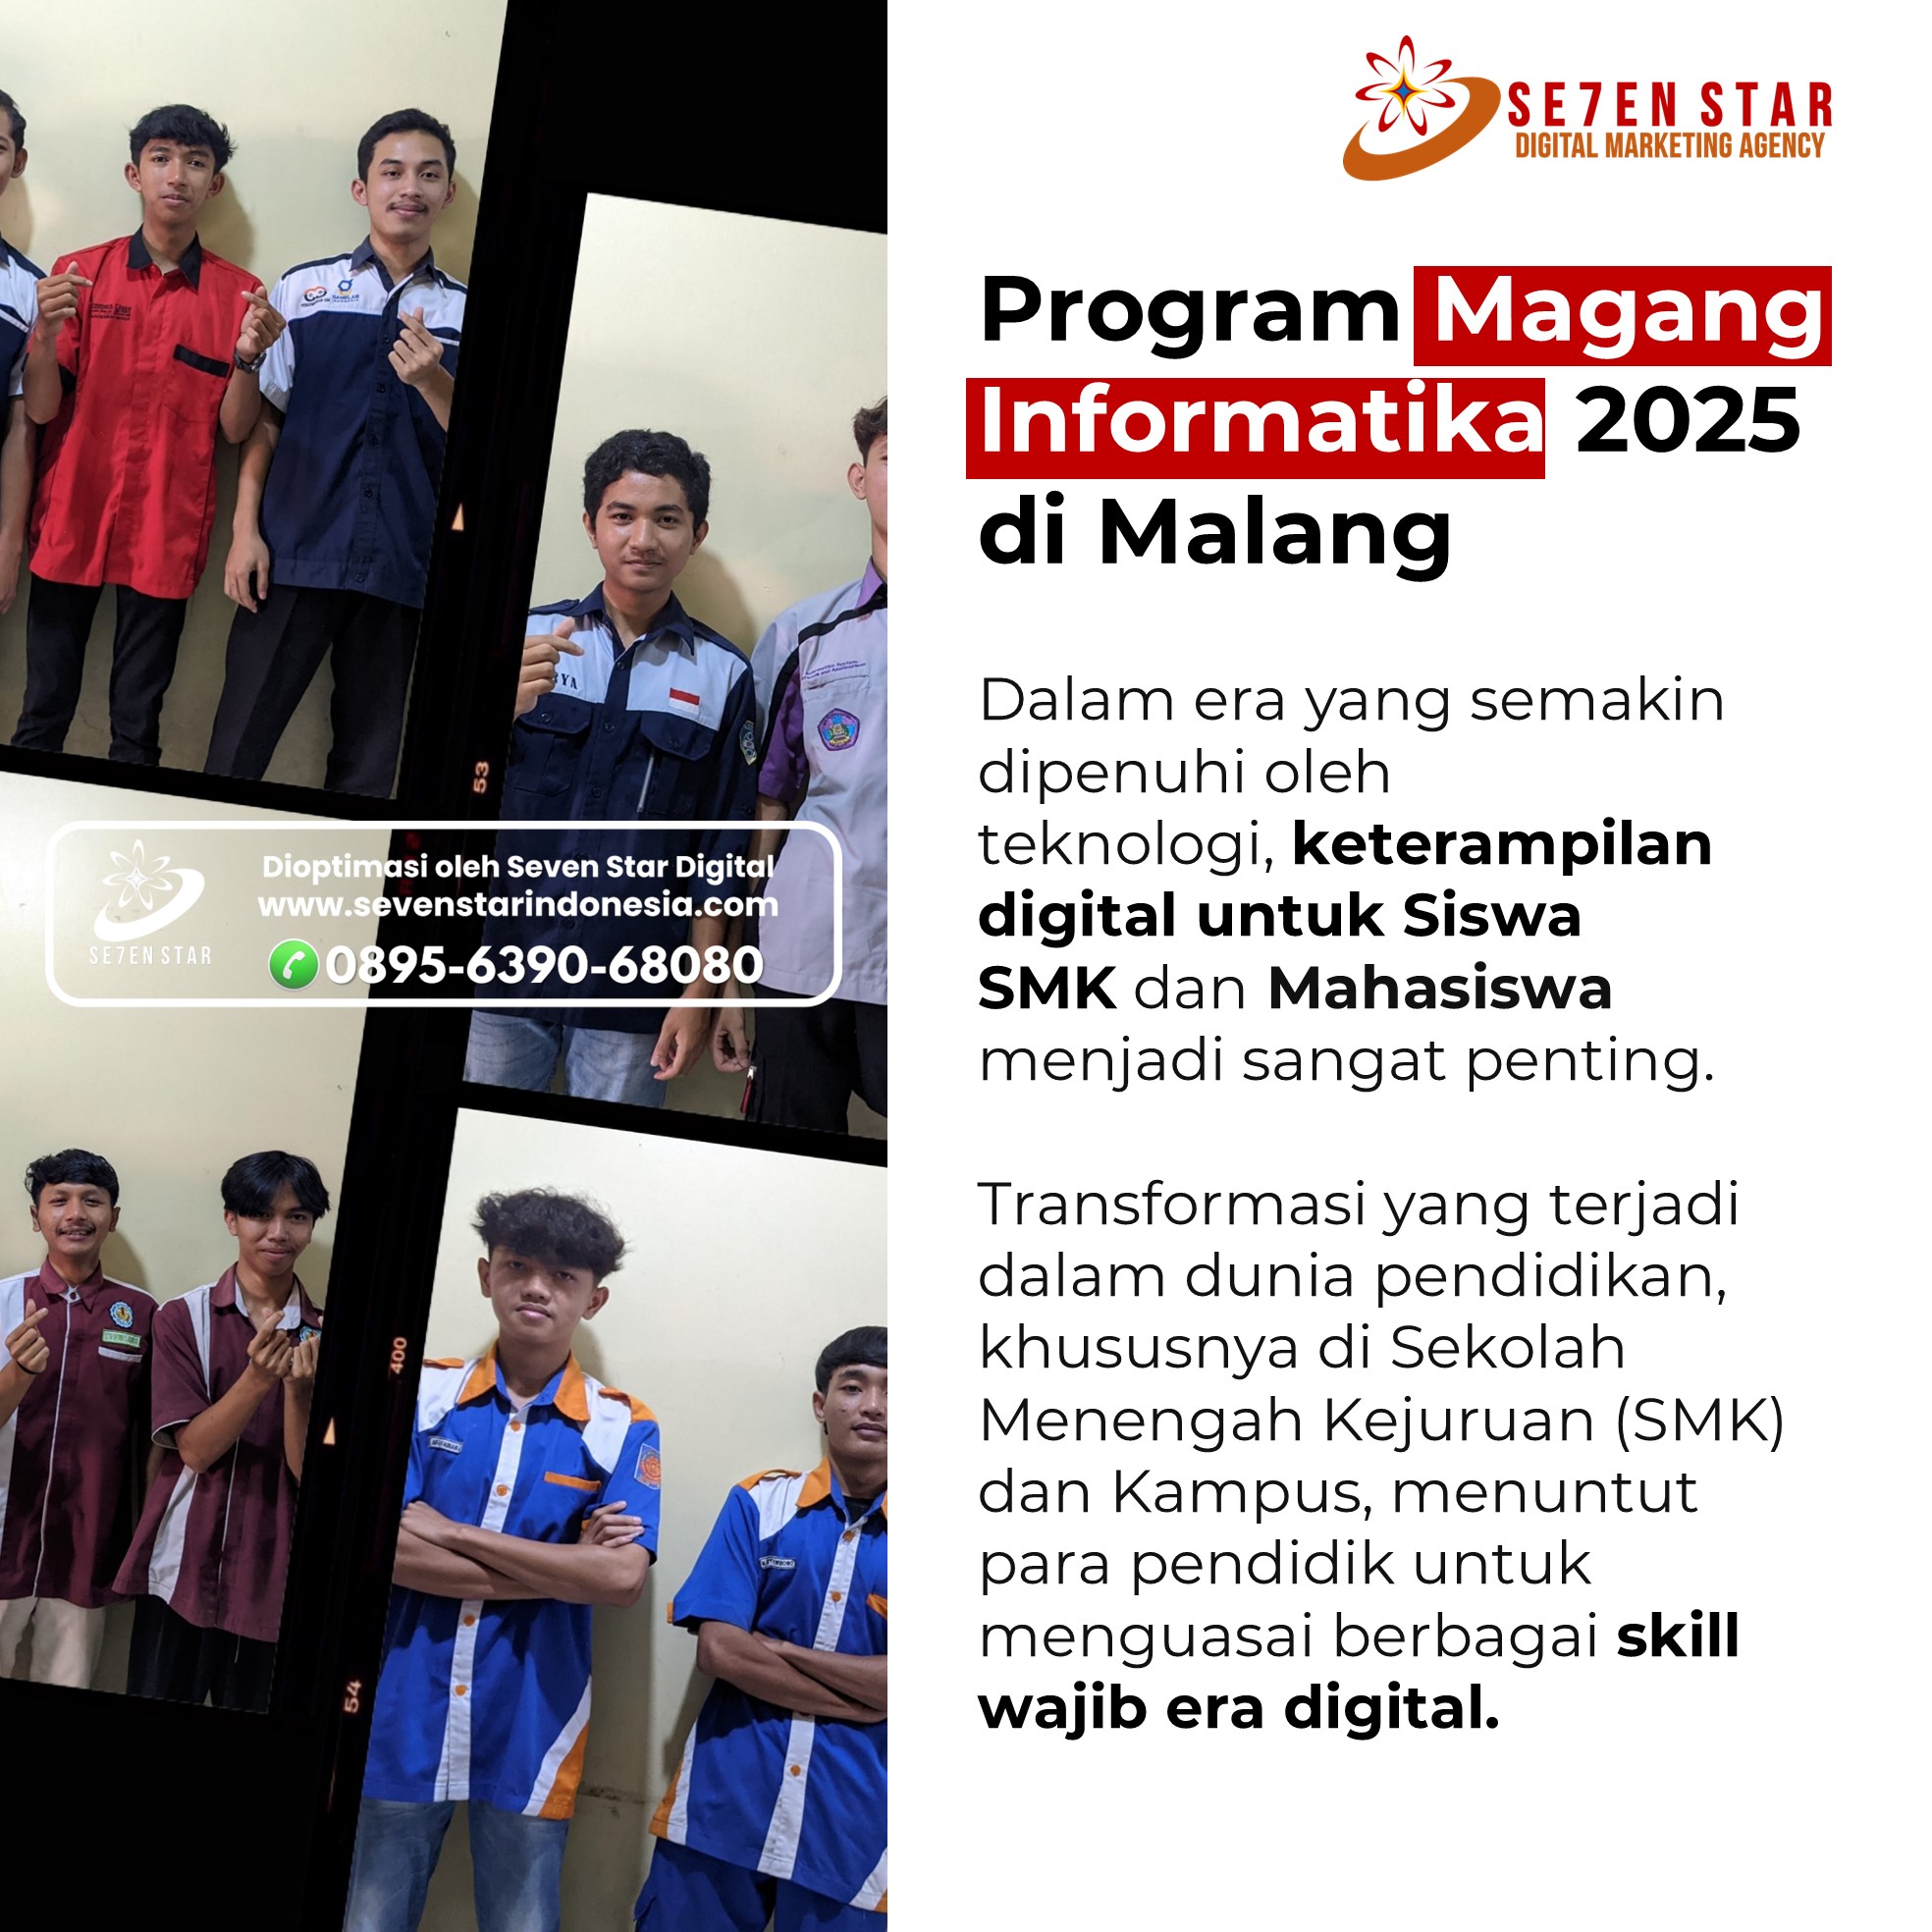 SE7EN STAR
DIGITAL MARKETING AGENCY
Program Magang
Informatika 2025
di Malang
Dalam era yang semakin
dipenuhi oleh
teknologi, keterampilan
digital untuk Siswa
SMK dan Mahasiswa
menjadi sangat penting.
Transformasi yang terjadi
dalam dunia pendidikan,
khususnya di Sekolah
Menengah Kejuruan (SMK)
dan Kampus, menuntut
para pendidik untuk
menguasai berbagai skill
wajib era digital.
Dioptimasi oleh Seven Star Digital
www.sevenstarindonesia.com
0895-6390-68080
SE7EN STAR
53
400
54